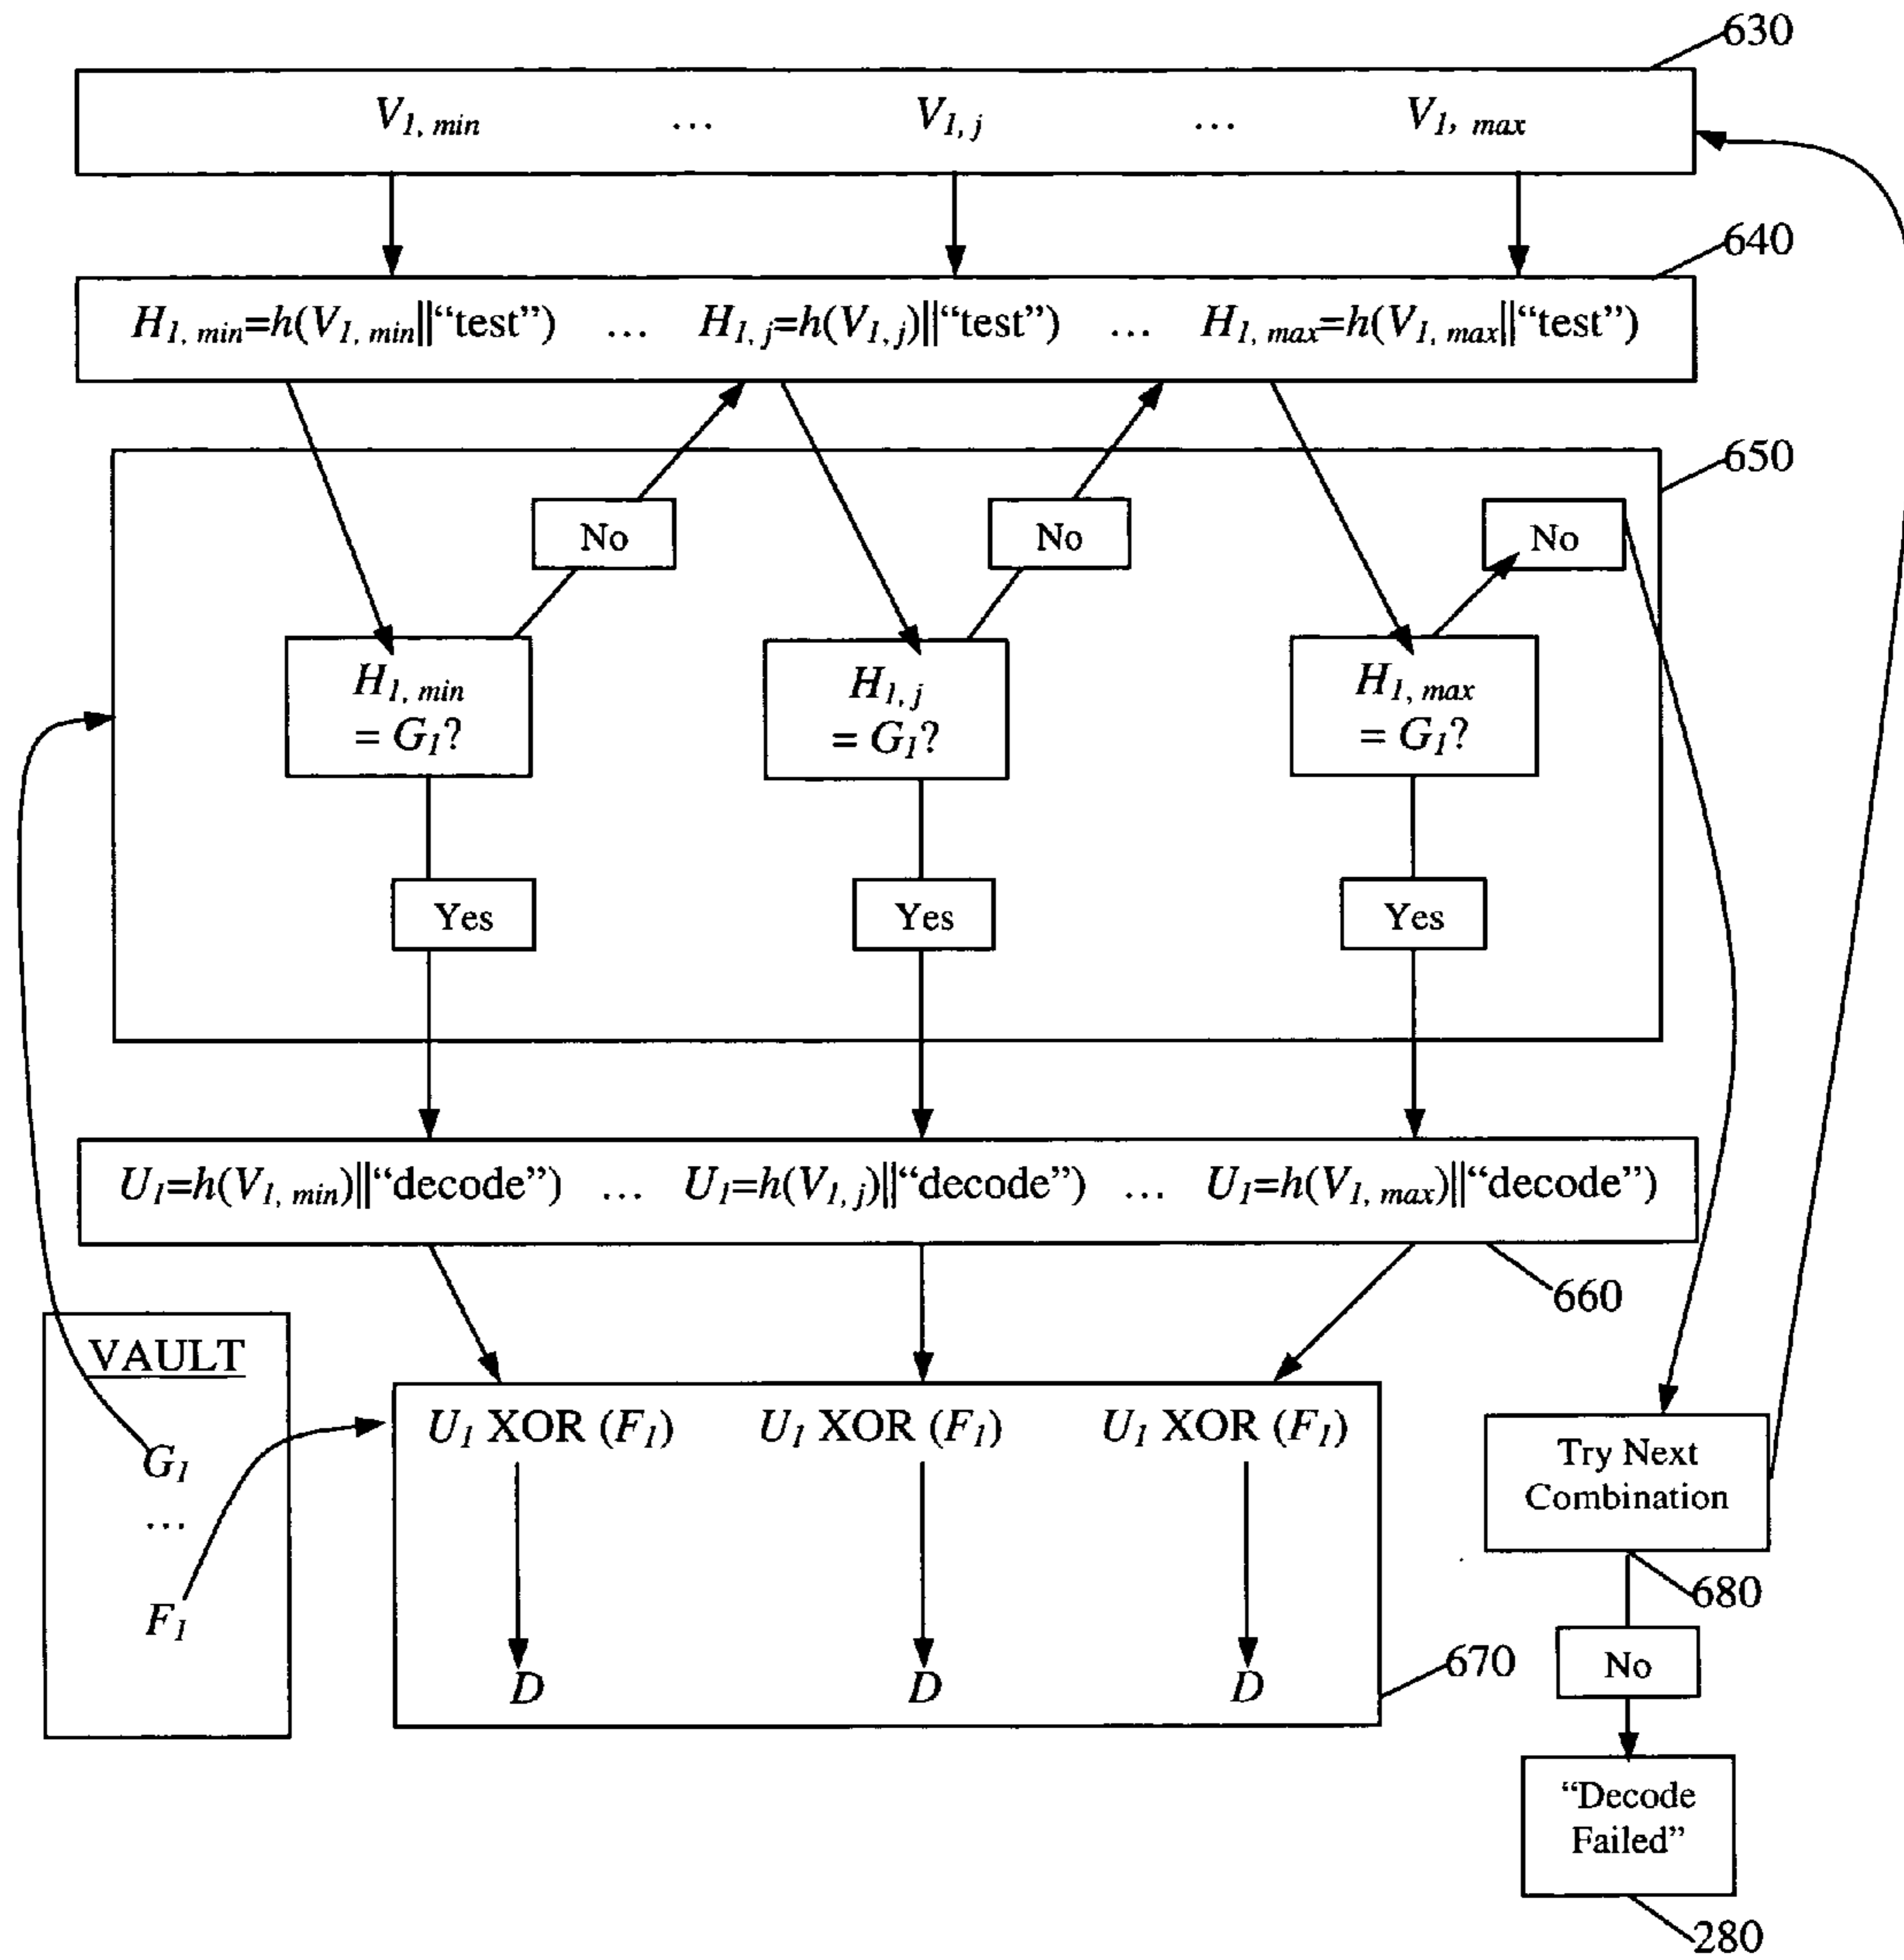 630
V1, min ... V1, j ... V1, max
640
H1, min=h(V1, min||“test”) ... H1, j=h(V1, j)||“test”) ... H1, max=h(V1, max||“test”)
650
No No No
H1, min
= G1?
H1, j
= G1?
H1, max
= G1?
Yes Yes Yes
U1=h(V1, min)||“decode”) ... U1=h(V1, j)||“decode”) ... U1=h(V1, max)||“decode”)
660
VAULT
G1
...
F1
U1 XOR (F1) U1 XOR (F1) U1 XOR (F1)
D D D
670
Try Next
Combination
680
No
“Decode
Failed”
280